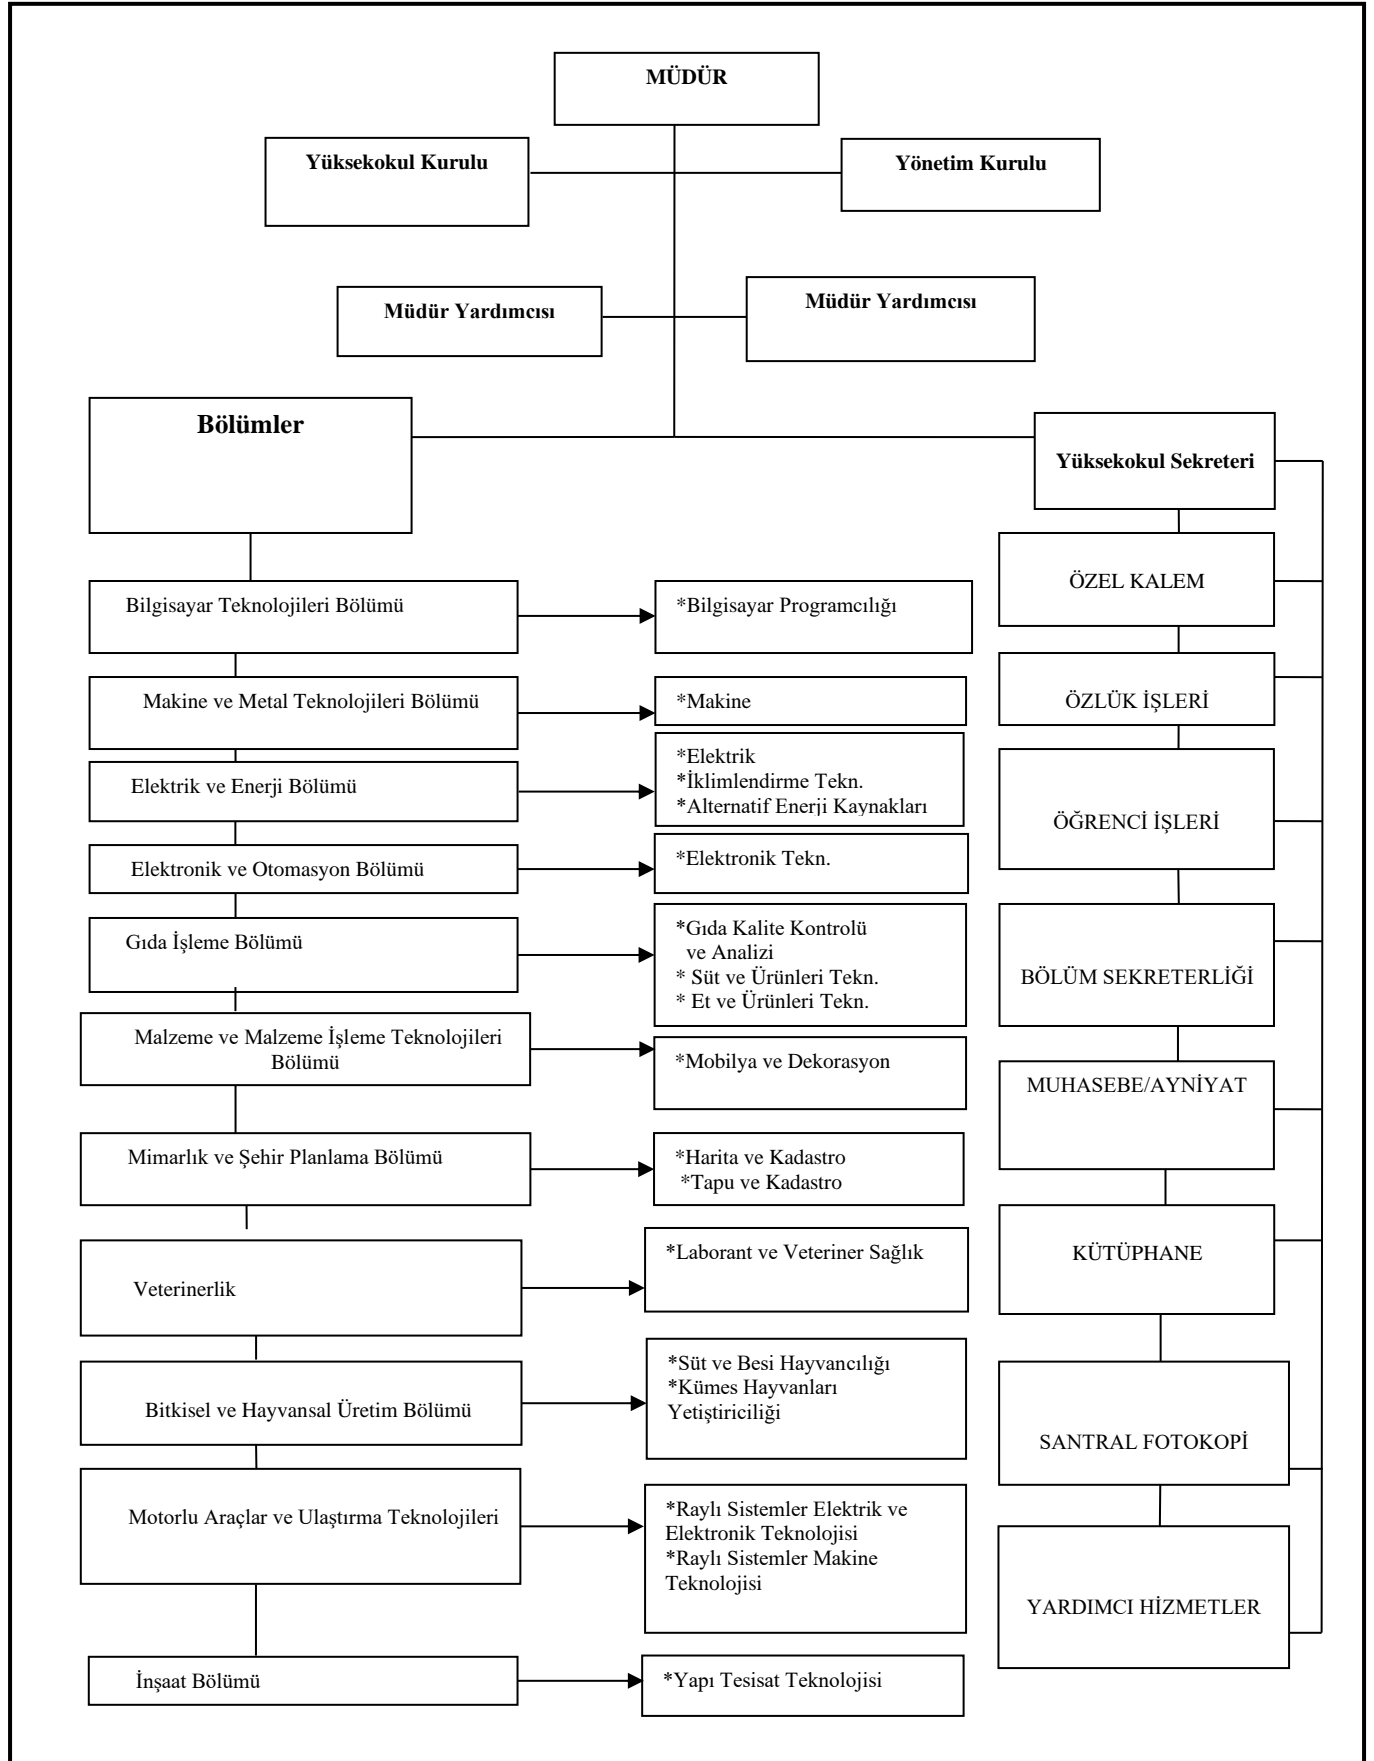 MÜDÜR
Yüksekokul Kurulu
Yönetim Kurulu
Müdür Yardımcısı
Müdür Yardımcısı
Bölümler
Yüksekokul Sekreteri
Bilgisayar Teknolojileri Bölümü
*Bilgisayar Programcılığı
Makine ve Metal Teknolojileri Bölümü
*Makine
Elektrik ve Enerji Bölümü
*Elektrik
*İklimlendirme Tekn.
*Alternatif Enerji Kaynakları
Elektronik ve Otomasyon Bölümü
*Elektronik Tekn.
Gıda İşleme Bölümü
*Gıda Kalite Kontrolü
ve Analizi
* Süt ve Ürünleri Tekn.
* Et ve Ürünleri Tekn.
Malzeme ve Malzeme İşleme Teknolojileri
Bölümü
*Mobilya ve Dekorasyon
Mimarlık ve Şehir Planlama Bölümü
*Harita ve Kadastro
*Tapu ve Kadastro
Veterinerlik
*Laborant ve Veteriner Sağlık
Bitkisel ve Hayvansal Üretim Bölümü
*Süt ve Besi Hayvancılığı
*Kümes Hayvanları
Yetiştiriciliği
Motorlu Araçlar ve Ulaştırma Teknolojileri
*Raylı Sistemler Elektrik ve
Elektronik Teknolojisi
*Raylı Sistemler Makine
Teknolojisi
İnşaat Bölümü
*Yapı Tesisat Teknolojisi
ÖZEL KALEM
ÖZLÜK İŞLERİ
ÖĞRENCİ İŞLERİ
BÖLÜM SEKRETERLİĞİ
MUHASEBE/AYNİYAT
KÜTÜPHANE
SANTRAL FOTOKOPİ
YARDIMCI HİZMETLER